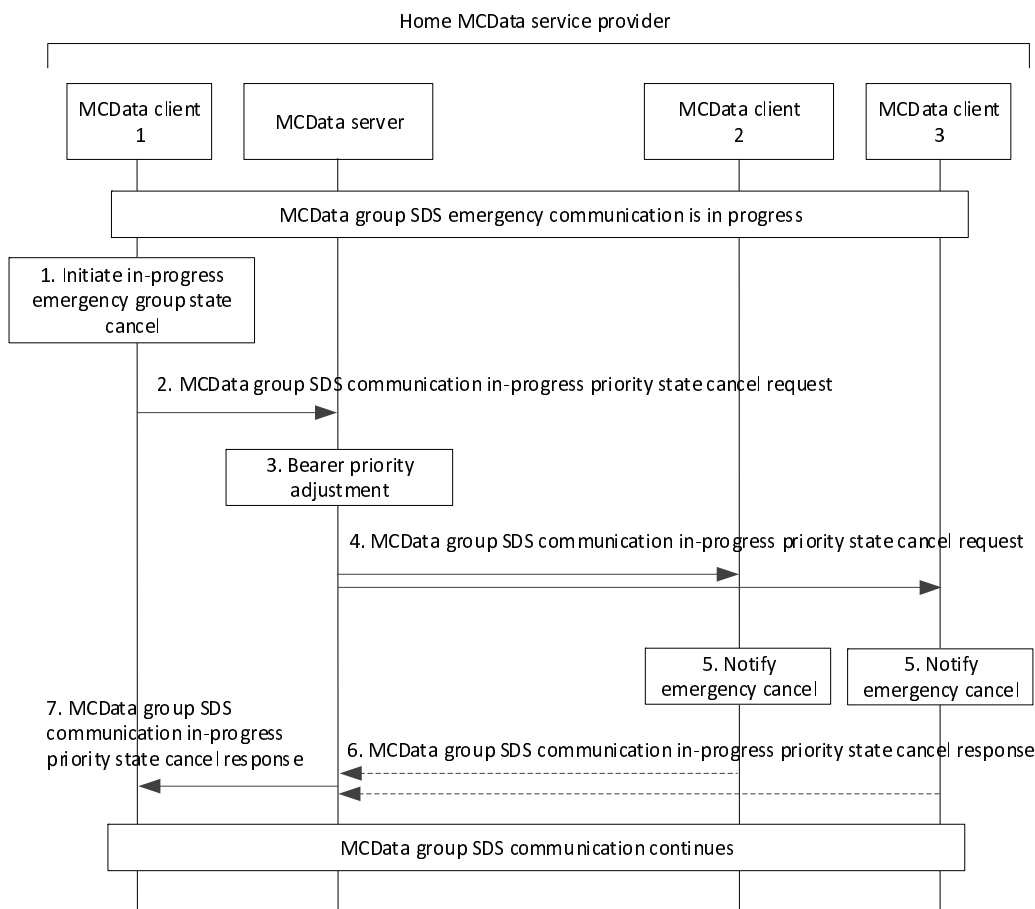 Home MCData service provider
MCData client
1
MCData server
MCData client
2
MCData client
3
MCData group SDS emergency communication is in progress
1. Initiate in-progress
emergency group state
cancel
2. MCData group SDS communication in-progress priority state cancel request
3. Bearer priority
adjustment
4. MCData group SDS communication in-progress priority state cancel request
5. Notify
emergency cancel
5. Notify
emergency cancel
7. MCData group SDS
communication in-progress
priority state cancel response
6. MCData group SDS communication in-progress priority state cancel response
MCData group SDS communication continues